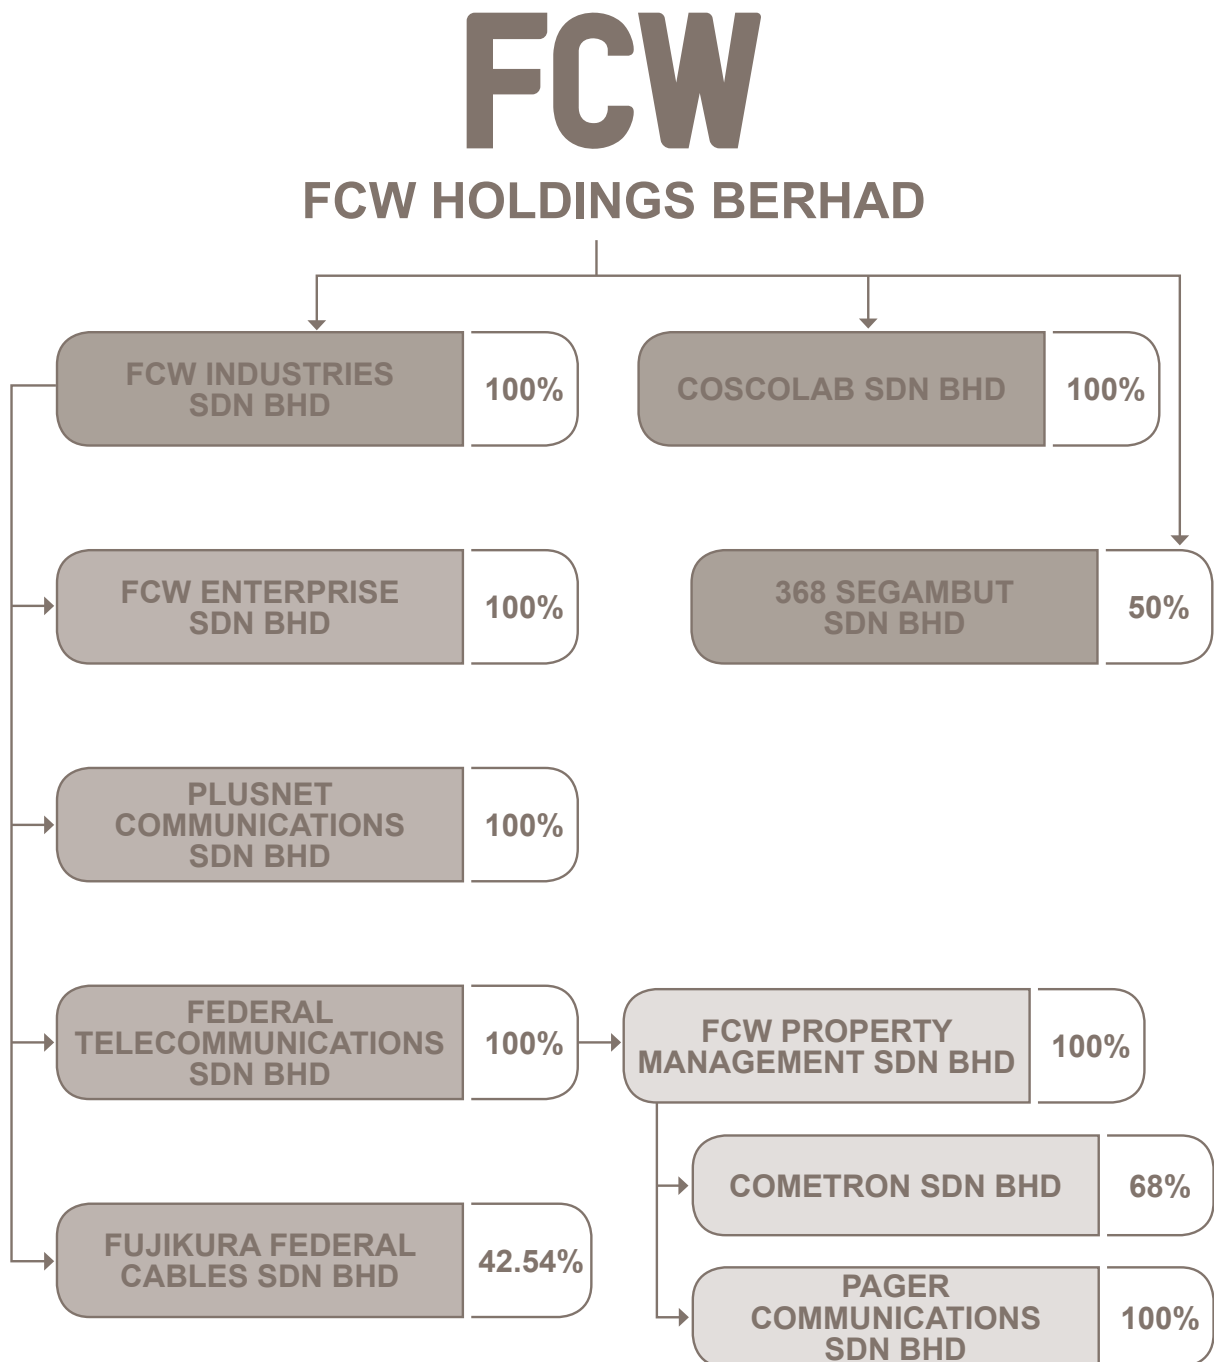 FCW
FCW HOLDINGS BERHAD
FCW INDUSTRIES
SDN BHD
100%
COSCOLAB SDN BHD
100%
FCW ENTERPRISE
SDN BHD
100%
368 SEGAMBUT
SDN BHD
50%
PLUSNET
COMMUNICATIONS
SDN BHD
100%
FEDERAL
TELECOMMUNICATIONS
SDN BHD
100%
FCW PROPERTY
MANAGEMENT SDN BHD
100%
COMETRON SDN BHD
68%
FUJIKURA FEDERAL
CABLES SDN BHD
42.54%
PAGER
COMMUNICATIONS
SDN BHD
100%